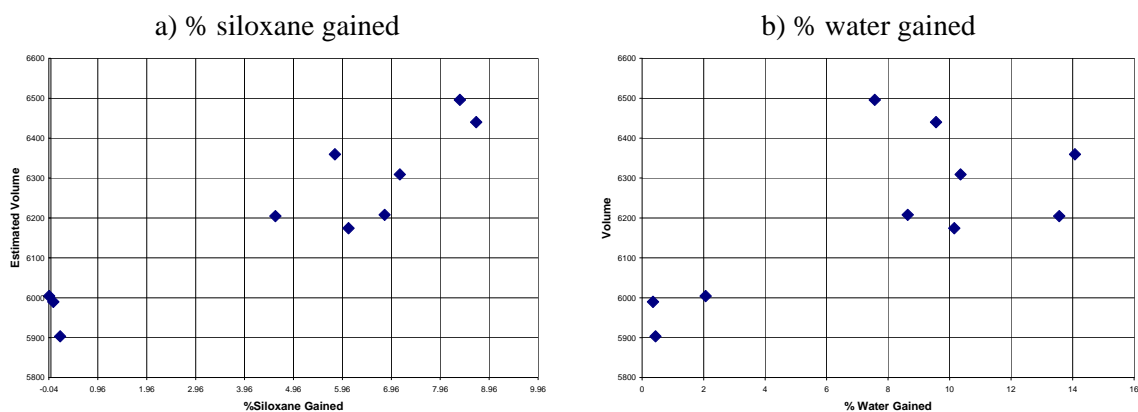 a) % siloxane gained
6600
6500
6400
6300
6200
6100
6000
5900
5800
Estimated Volume
-0.04 0.96 1.96 2.96 3.96 4.96 5.96 6.96 7.96 8.96 9.96
%Siloxane Gained
b) % water gained
6600
6500
6400
6300
6200
6100
6000
5900
5800
Volume
0 2 4 6 8 10 12 14 16
% Water Gained